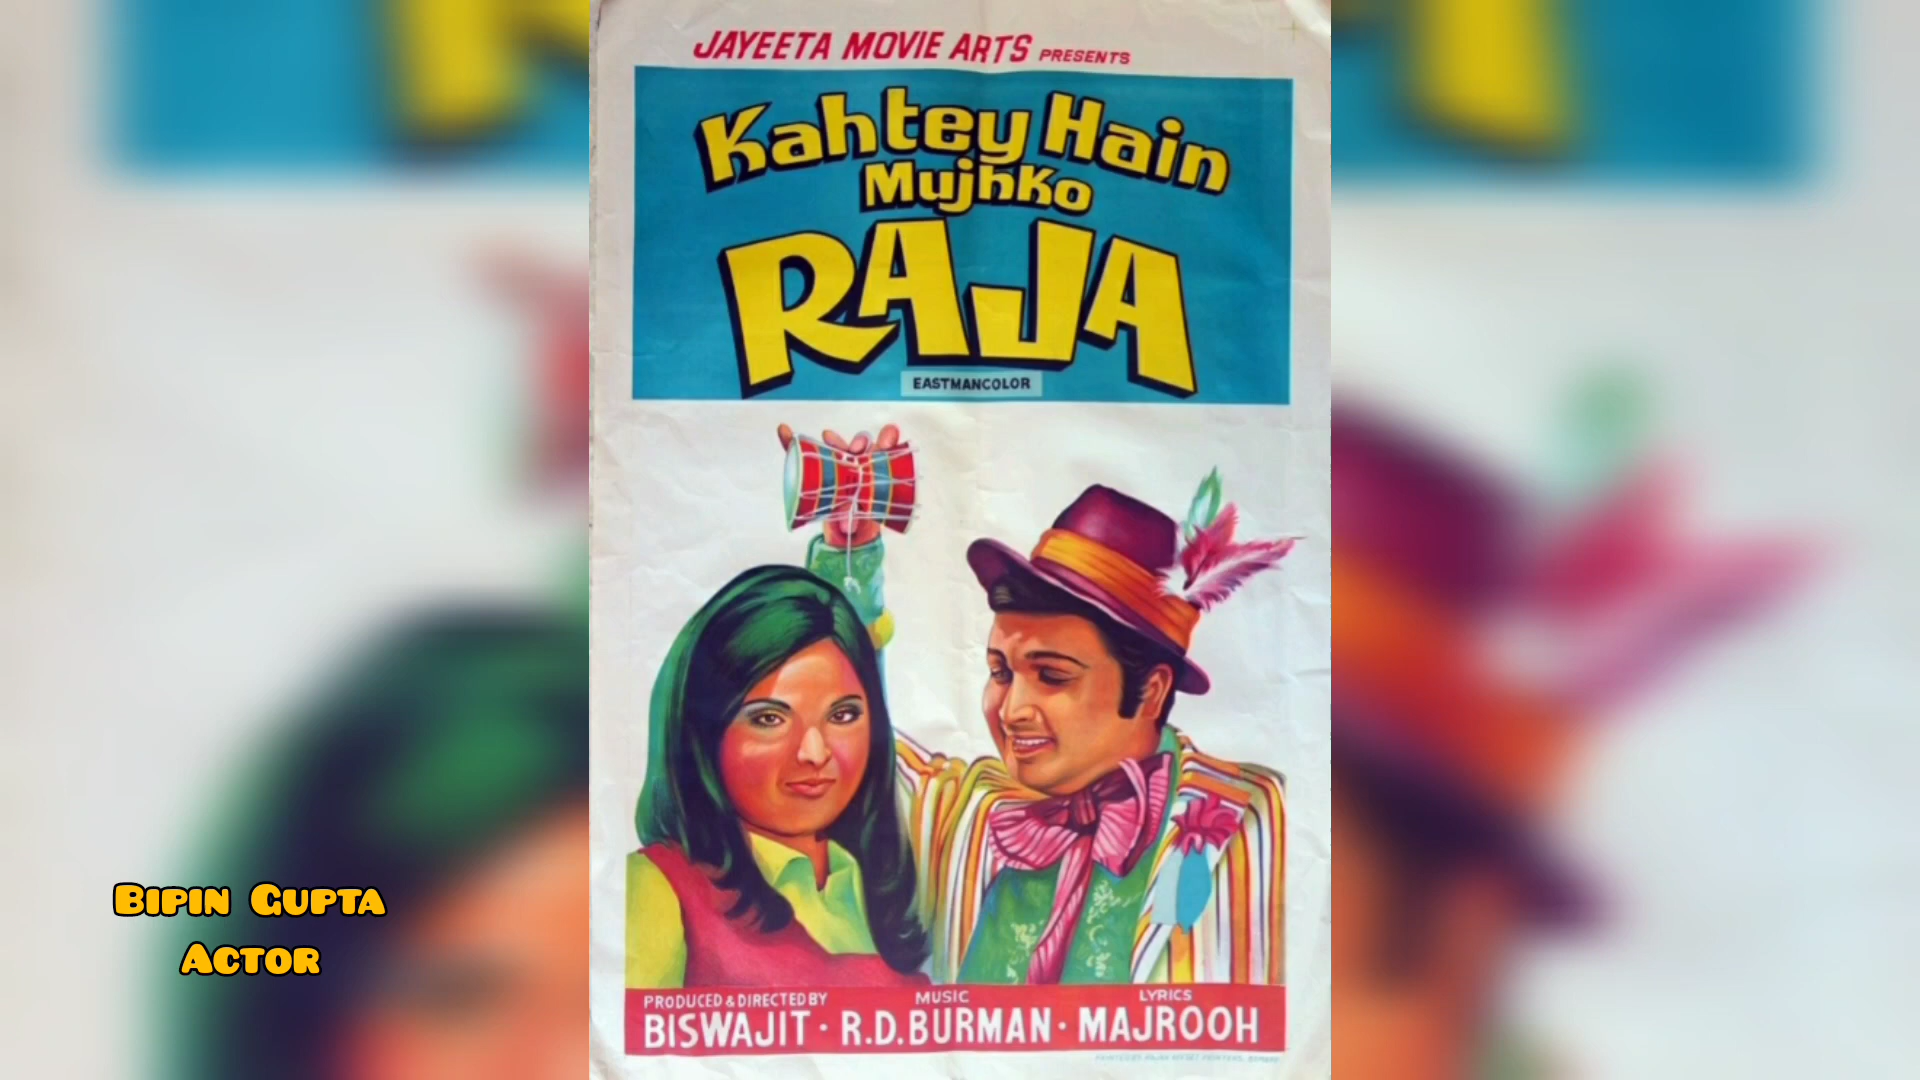 JAYEETA MOVIE ARTS PRESENTS
Kahtey Hain
Mujhko
RAJA
EASTMANCOLOR
PRODUCED & DIRECTED BY MUSIC LYRICS
BISWAJIT · R.D.BURMAN · MAJROOH
Bipin Gupta
Actor